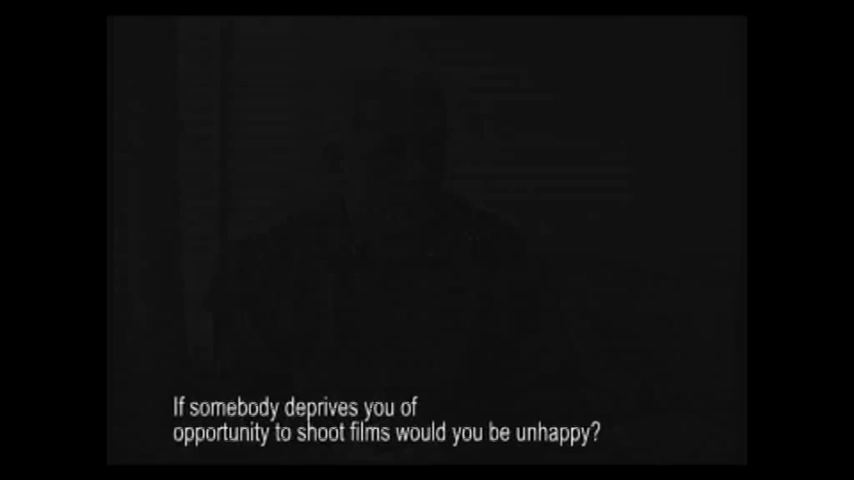 If somebody deprives you of
opportunity to shoot films would you be unhappy?